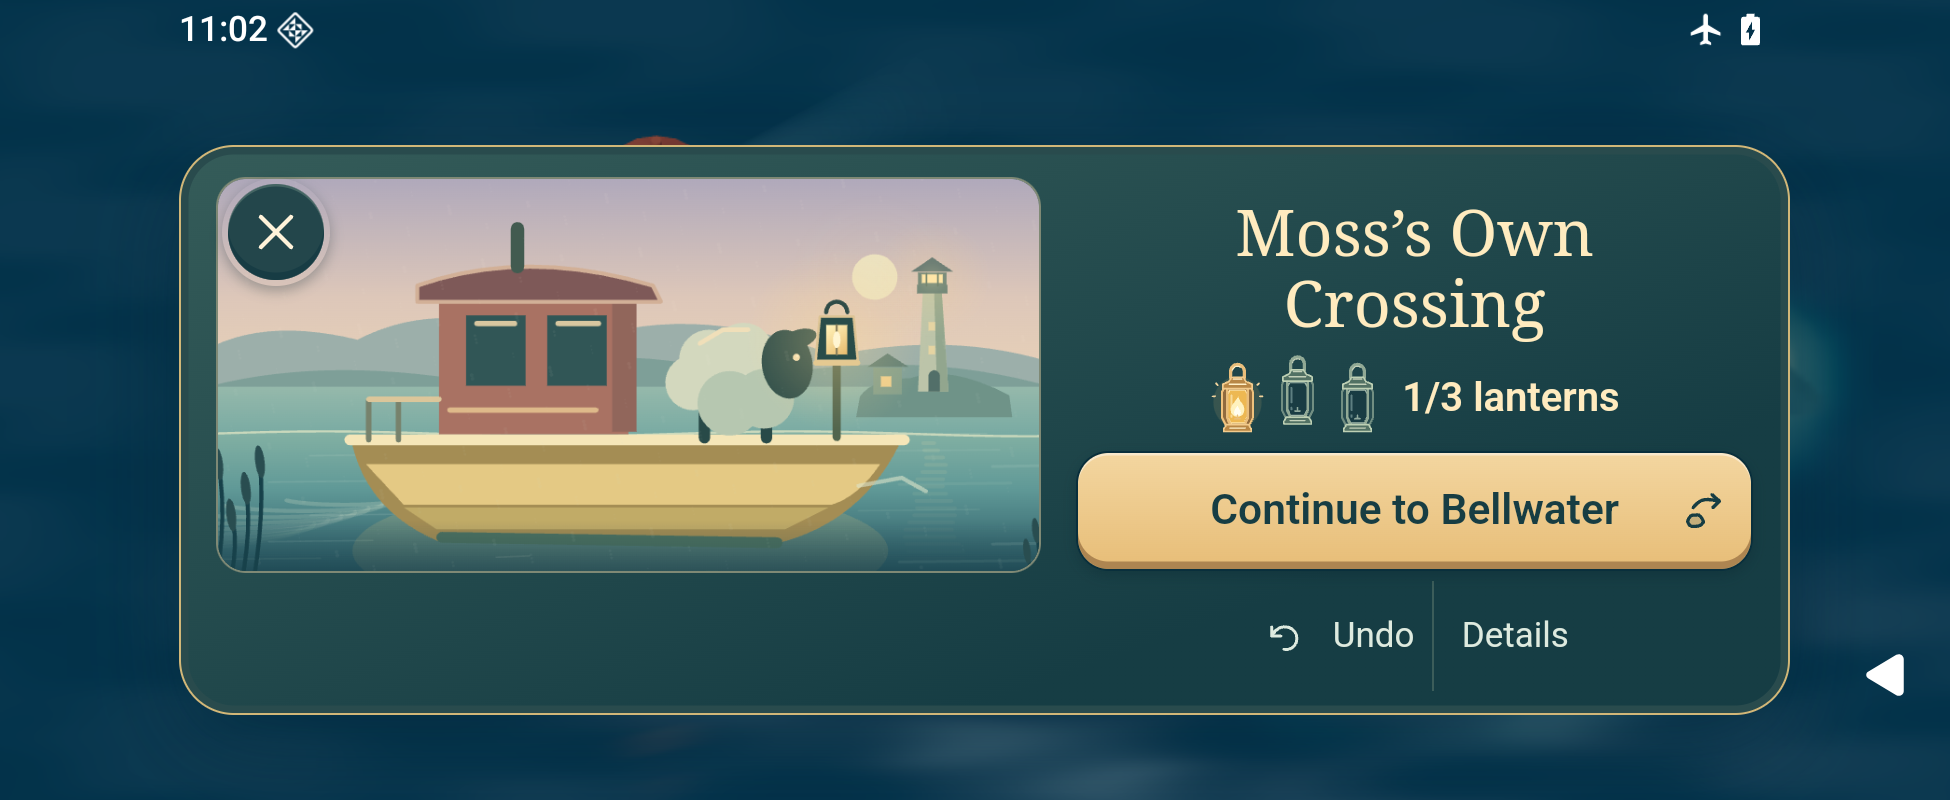 11:02
Moss’s Own
Crossing
1/3 lanterns
Continue to Bellwater
Undo
Details